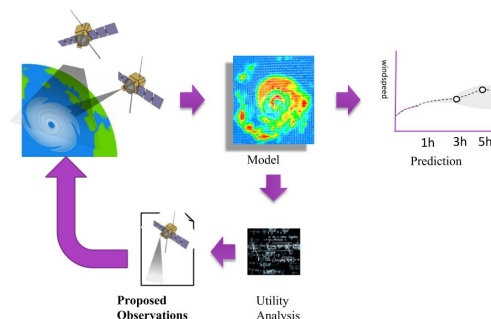 windspeed
1h 3h 5h
Model
Prediction
Proposed
Observations
Utility
Analysis